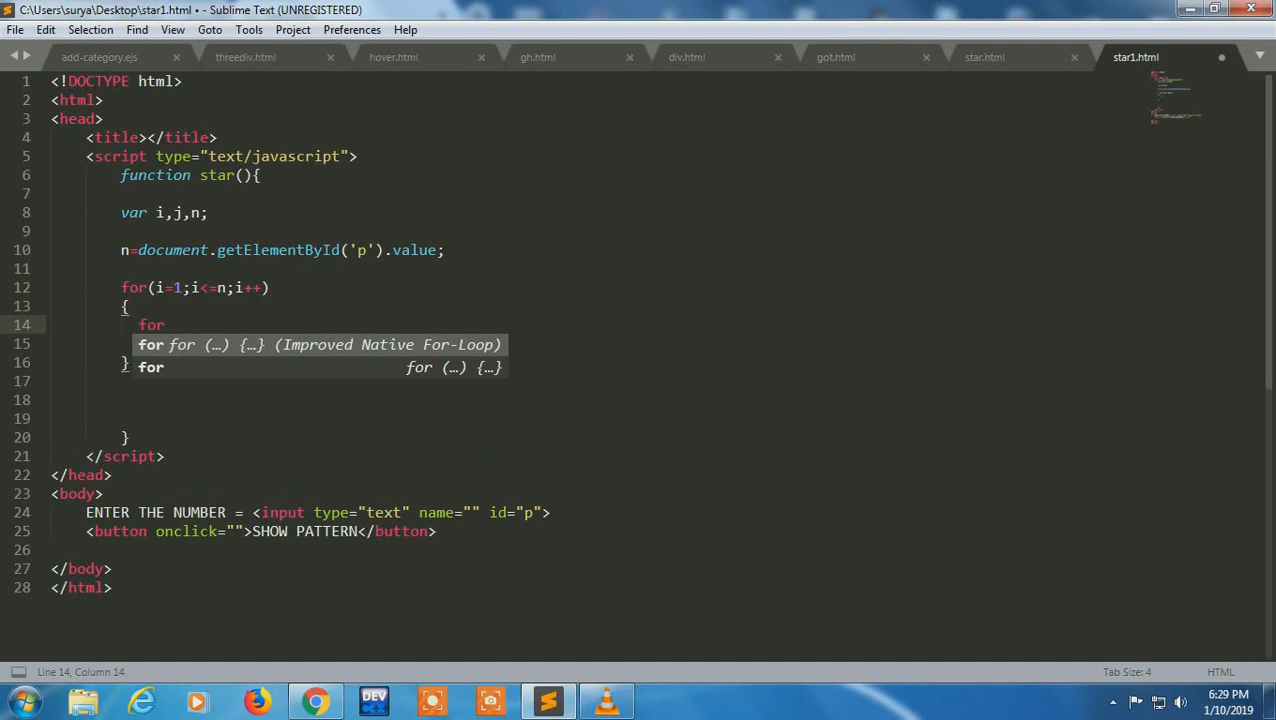 C:\Users\surya\Desktop\star1.html • - Sublime Text (UNREGISTERED)
File Edit Selection Find View Goto Tools Project Preferences Help
add-category.ejs × threediv.html × hover.html × gh.html × div.html × got.html × star.html × star1.html
1 <!DOCTYPE html>
2 <html>
3 <head>
4 <title></title>
5 <script type="text/javascript">
6 function star(){
7
8 var i,j,n;
9
10 n=document.getElementById('p').value;
11
12 for(i=1;i<=n;i++)
13 {
14 for
15 for for (…) {…} (Improved Native For-Loop)
16 }
for for (…) {…}
17
18
19
20 }
21 </script>
22 </head>
23 <body>
24 ENTER THE NUMBER = <input type="text" name="" id="p">
25 <button onclick="">SHOW PATTERN</button>
26
27 </body>
28 </html>
Line 14, Column 14 Tab Size: 4 HTML
DEV C++
6:29 PM
1/10/2019